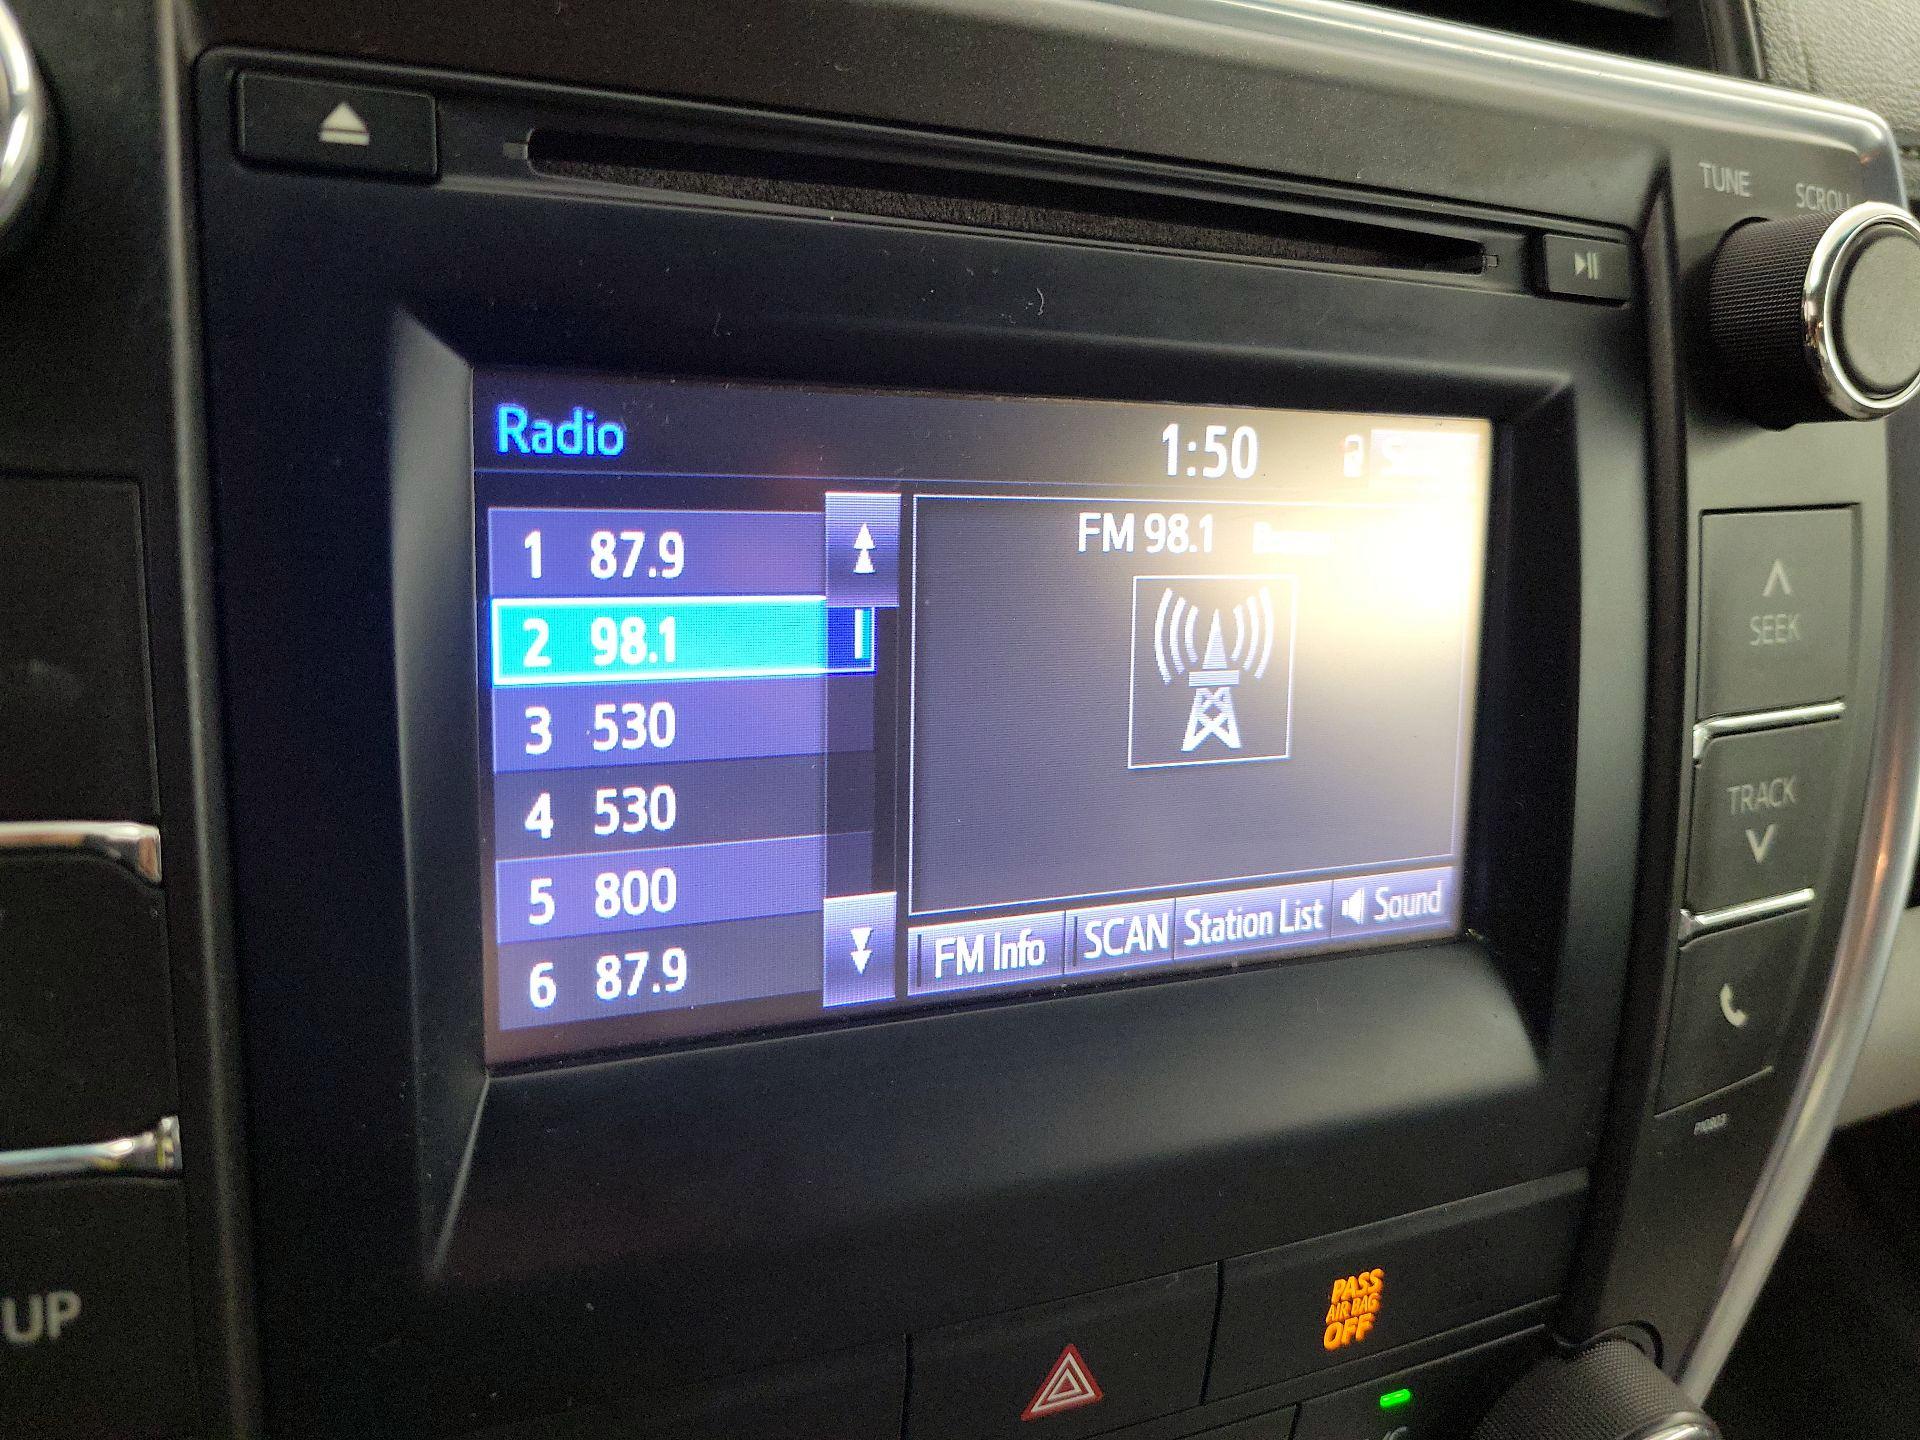 TUNE SCROLL
Radio 1:50
FM 98.1
1 87.9
2 98.1
3 530
4 530
5 800
6 87.9
FM Info SCAN Station List Sound
SEEK
TRACK
P10803
UP
PASS
AIR BAG
OFF